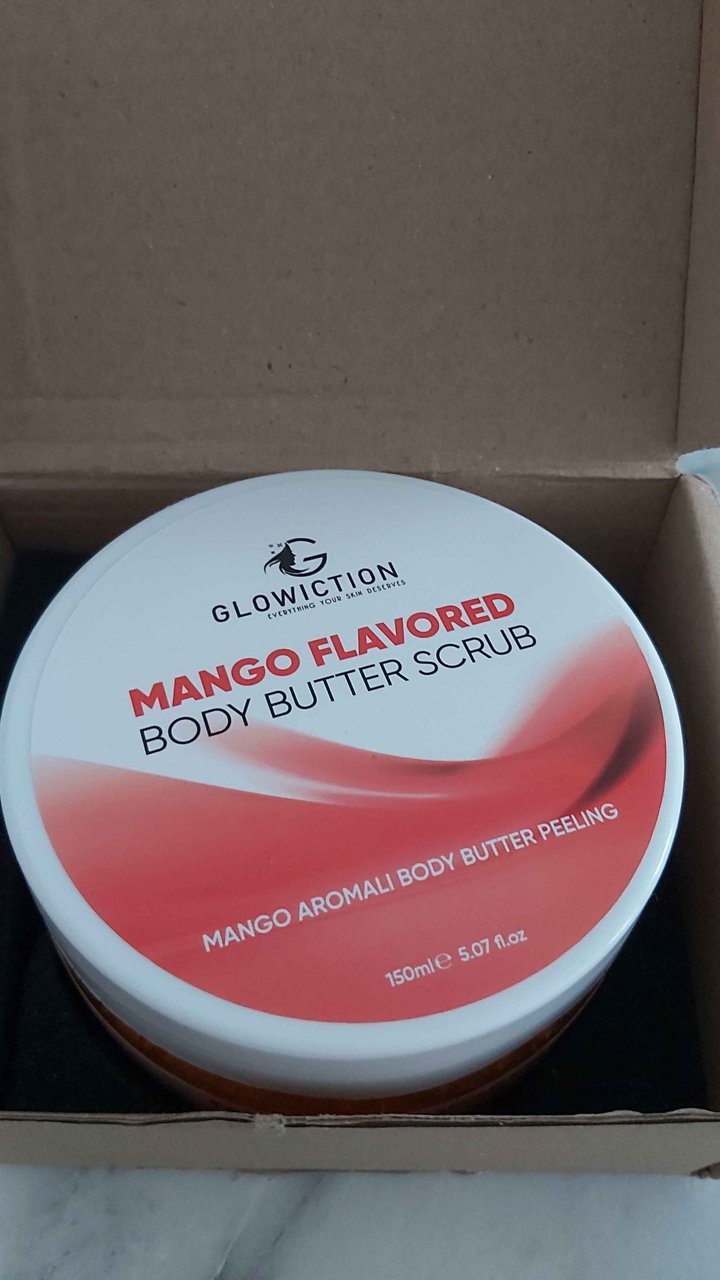 GLOWICTION
EVERYTHING YOUR SKIN DESERVES
MANGO FLAVORED
BODY BUTTER SCRUB
MANGO AROMALI BODY BUTTER PEELING
150ml℮ 5.07 fl.oz